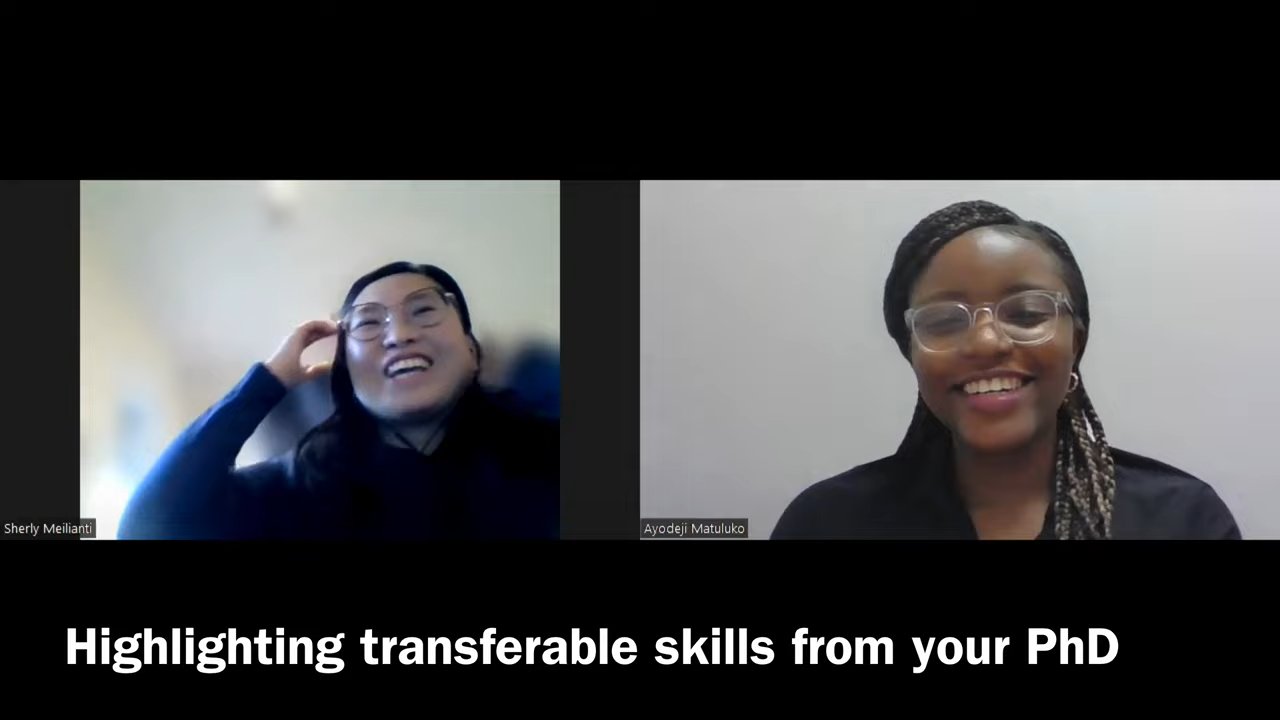 Sherly Meilianti
Ayodeji Matuluko
Highlighting transferable skills from your PhD